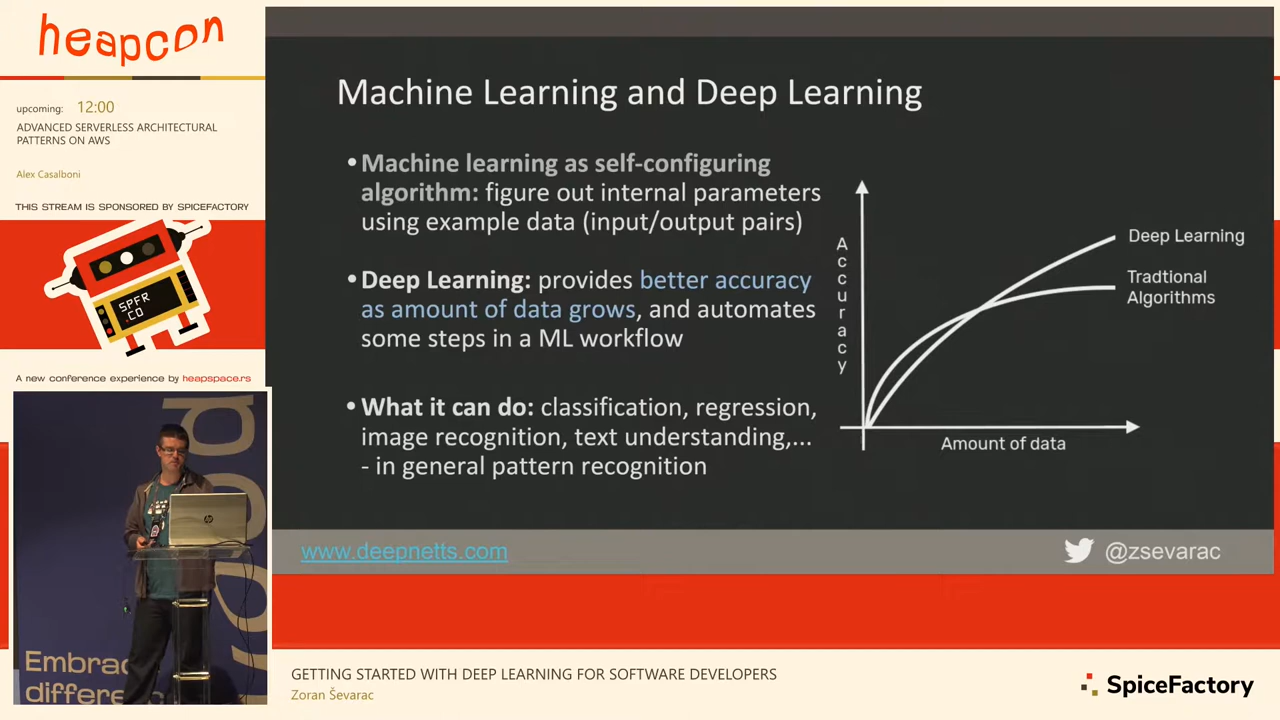 heapcon
upcoming: 12:00
ADVANCED SERVERLESS ARCHITECTURAL
PATTERNS ON AWS
Alex Casalboni
THIS STREAM IS SPONSORED BY SPICEFACTORY
SPFR
.CO
A new conference experience by heapspace.rs
Machine Learning and Deep Learning
• Machine learning as self-configuring
algorithm: figure out internal parameters
using example data (input/output pairs)
• Deep Learning: provides better accuracy
as amount of data grows, and automates
some steps in a ML workflow
• What it can do: classification, regression,
image recognition, text understanding,...
- in general pattern recognition
Accuracy
Deep Learning
Tradtional
Algorithms
Amount of data
www.deepnetts.com
@zsevarac
hp
Embrac
differen
GETTING STARTED WITH DEEP LEARNING FOR SOFTWARE DEVELOPERS
Zoran Ševarac
SpiceFactory